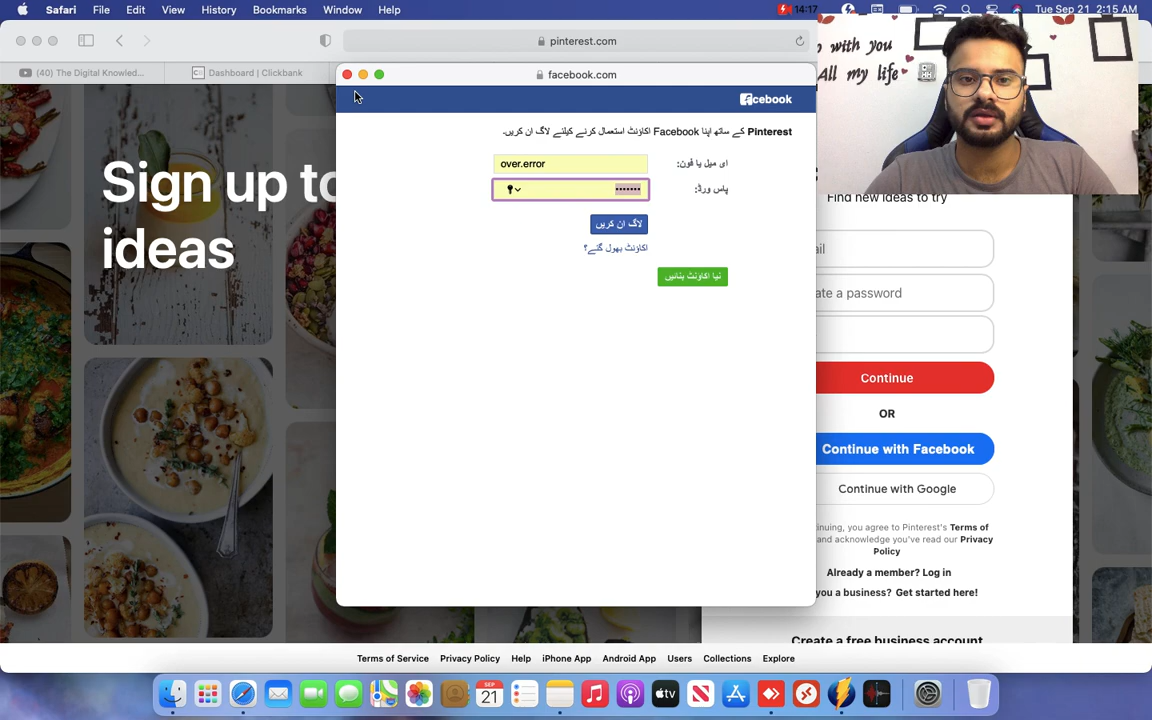 Safari File Edit View History Bookmarks Window Help 14:17 Tue Sep 21 2:15 AM
pinterest.com
(40) The Digital Knowled... Dashboard | Clickbank
facebook.com
facebook
Pinterest کے ساتھ اپنا Facebook اکاؤنٹ استعمال کرنے کیلئے لاگ ان کریں۔
ای میل یا فون:
over.error
پاس ورڈ:
•••••••
لاگ ان کریں
اکاؤنٹ بھول گئے؟
نیا اکاؤنٹ بنائیں
Sign up to
ideas
with you
All my life
Find new ideas to try
ail
ate a password
Continue
OR
Continue with Facebook
Continue with Google
inuing, you agree to Pinterest's Terms of
and acknowledge you've read our Privacy
Policy
Already a member? Log in
you a business? Get started here!
Create a free business account
Terms of Service Privacy Policy Help iPhone App Android App Users Collections Explore
SEP
21
tv